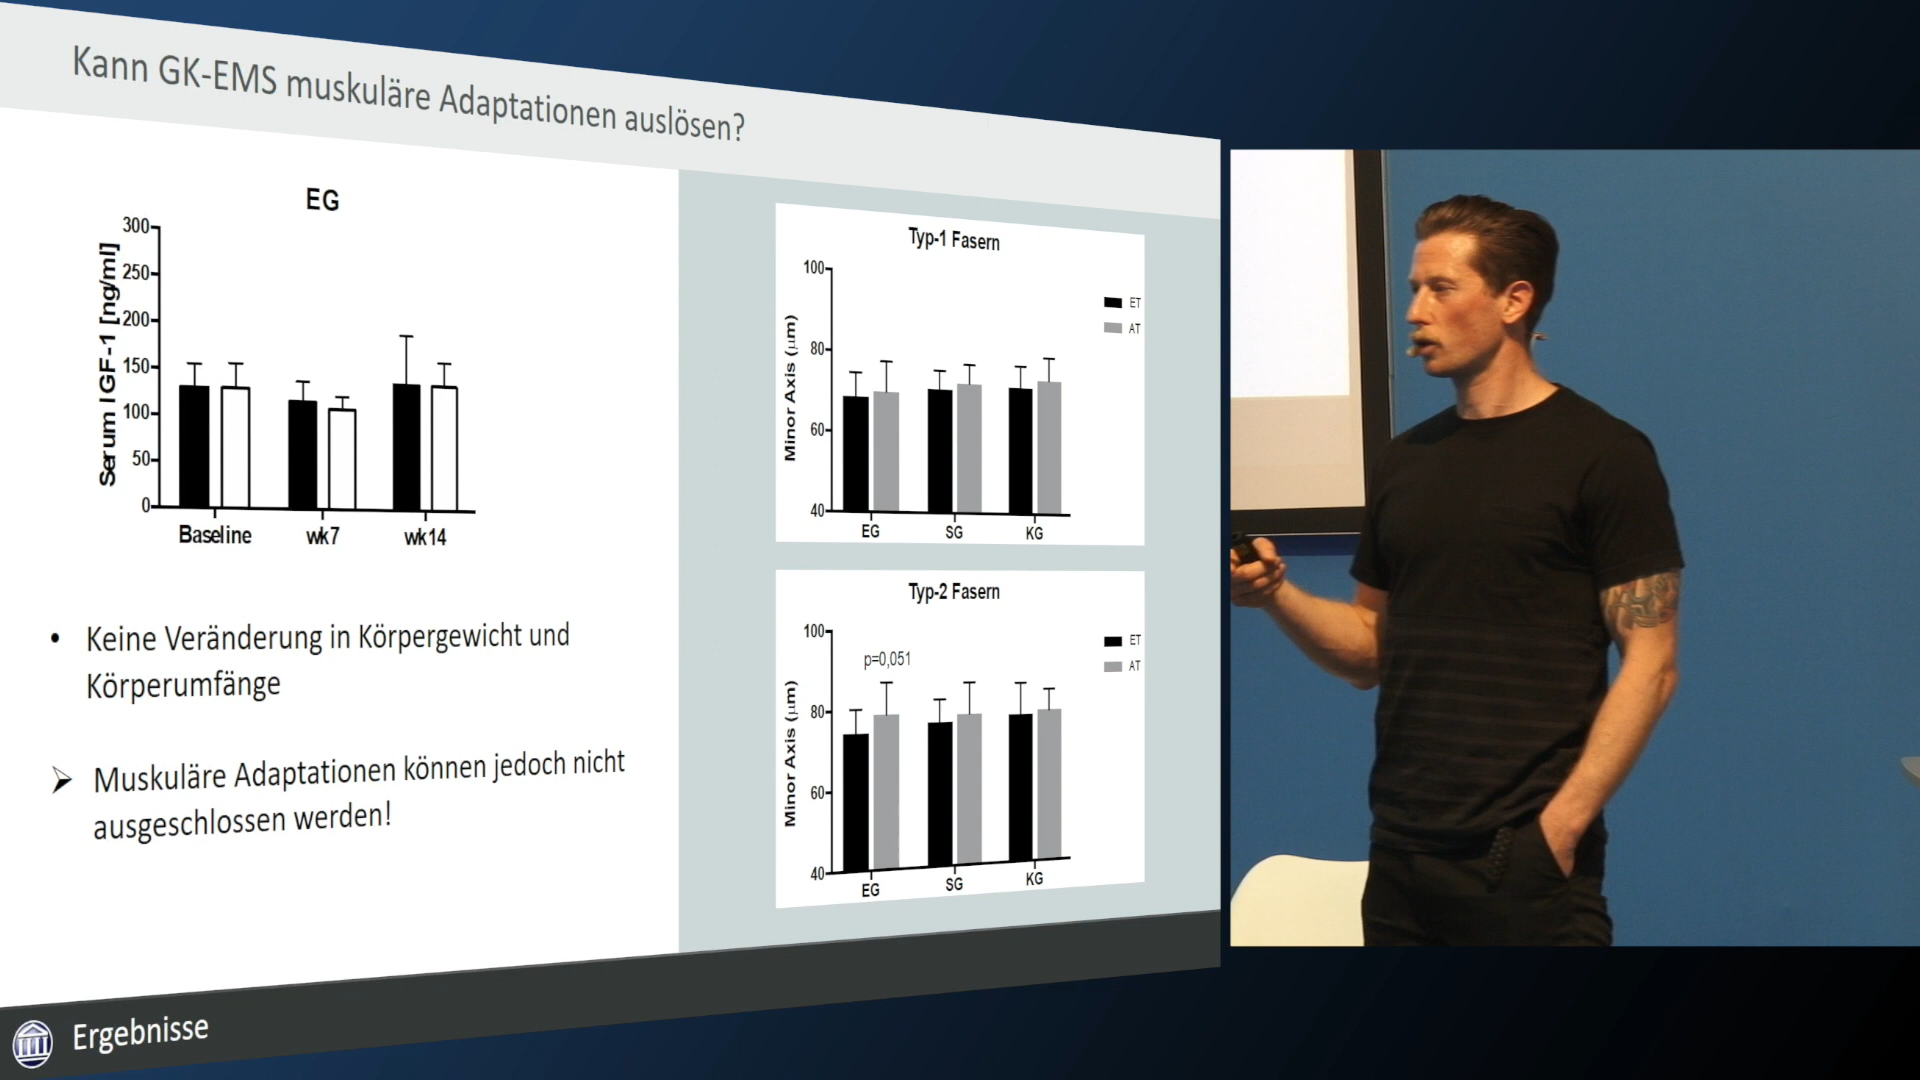 Kann GK-EMS muskuläre Adaptationen auslösen?
EG
Serum IGF-1 [ng/ml]
300
250
200
150
100
50
0
Baseline wk7 wk14
Keine Veränderung in Körpergewicht und
Körperumfänge
Muskuläre Adaptationen können jedoch nicht
ausgeschlossen werden!
Typ-1 Fasern
Minor Axis (µm)
100
80
60
40
ET
AT
EG SG KG
Typ-2 Fasern
Minor Axis (µm)
100
80
60
40
p=0,051
ET
AT
EG SG KG
Ergebnisse